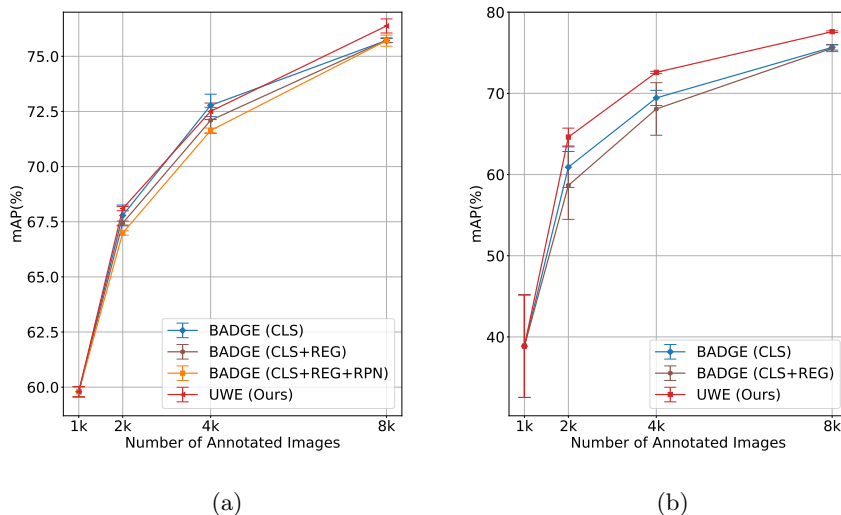 75.0
72.5
70.0
67.5
65.0
62.5
60.0
mAP(%)
BADGE (CLS)
BADGE (CLS+REG)
BADGE (CLS+REG+RPN)
UWE (Ours)
1k 2k 4k 8k
Number of Annotated Images
(a)
80
70
60
50
40
mAP(%)
BADGE (CLS)
BADGE (CLS+REG)
UWE (Ours)
1k 2k 4k 8k
Number of Annotated Images
(b)